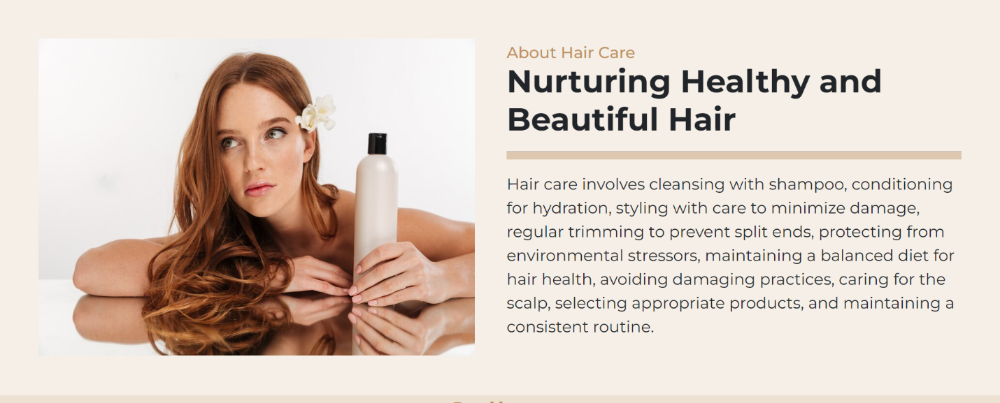 About Hair Care
Nurturing Healthy and
Beautiful Hair
Hair care involves cleansing with shampoo, conditioning
for hydration, styling with care to minimize damage,
regular trimming to prevent split ends, protecting from
environmental stressors, maintaining a balanced diet for
hair health, avoiding damaging practices, caring for the
scalp, selecting appropriate products, and maintaining a
consistent routine.